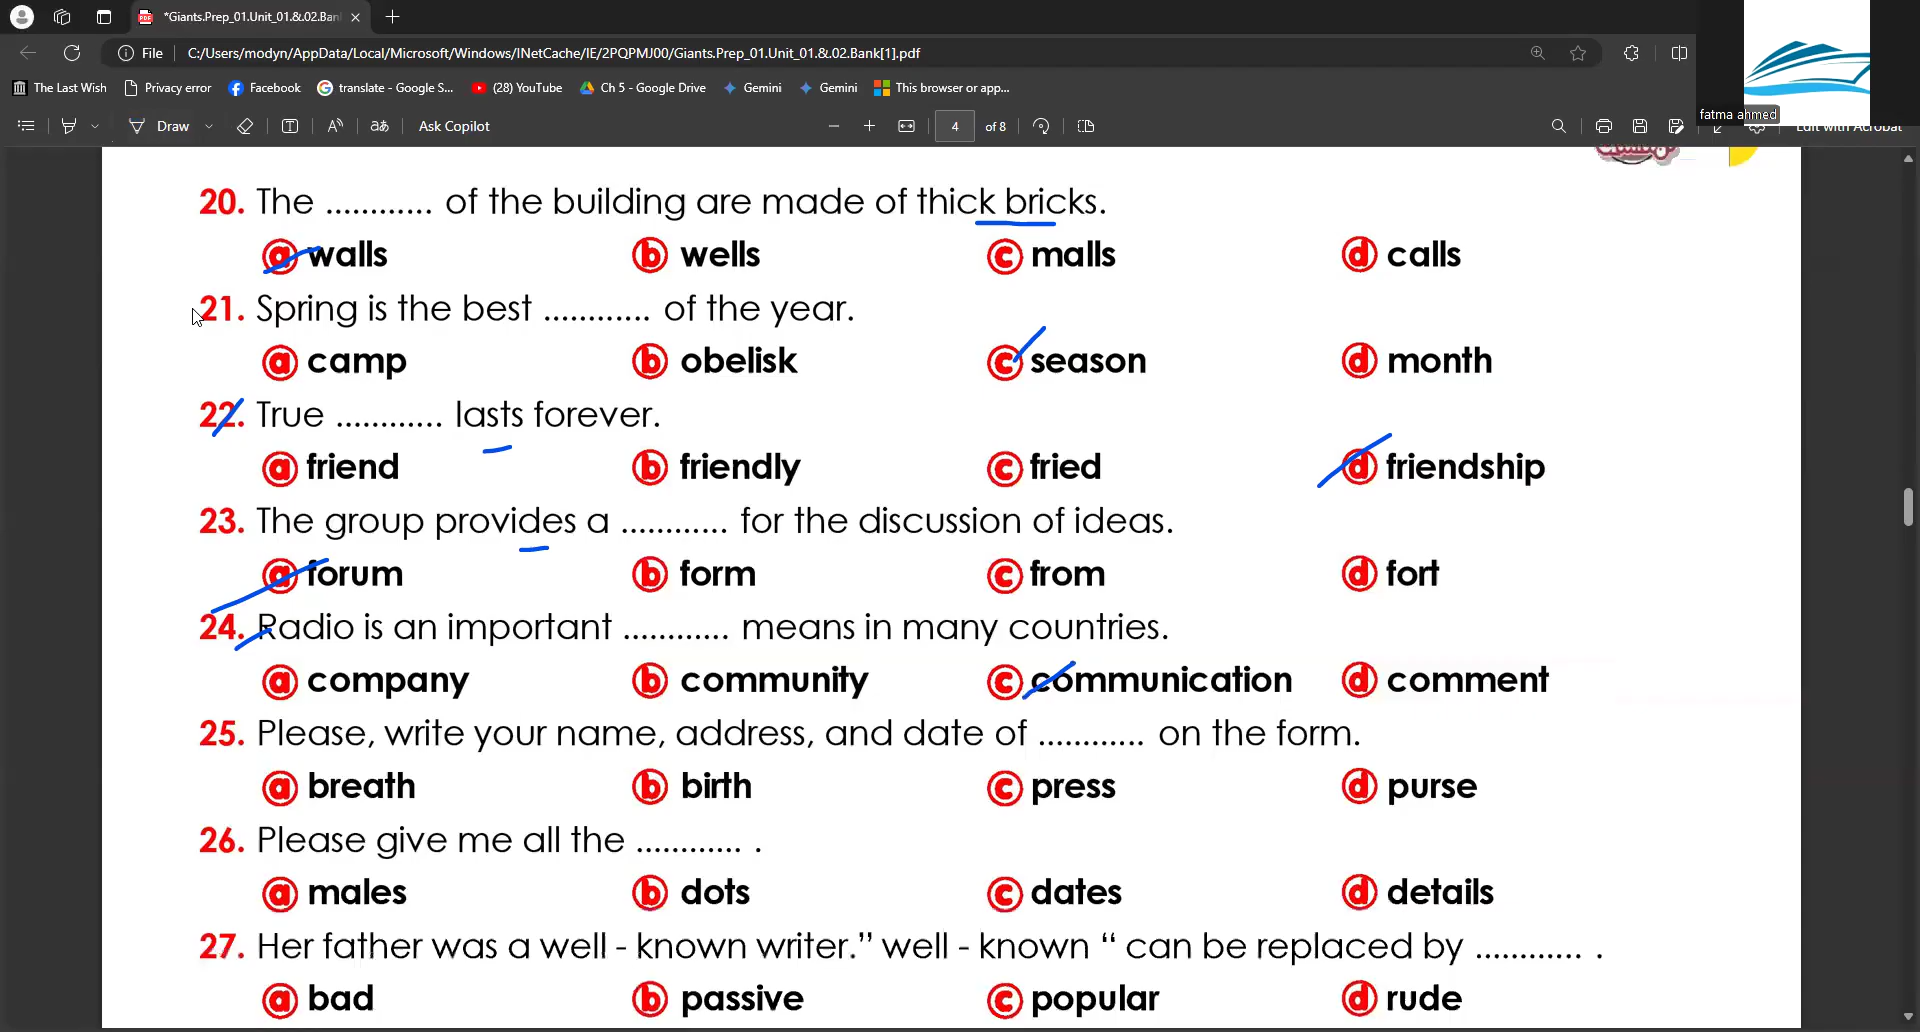 *Giants.Prep_01.Unit_01.&.02.Ban
File C:/Users/modyn/AppData/Local/Microsoft/Windows/INetCache/IE/2PQPMJ00/Giants.Prep_01.Unit_01.&.02.Bank[1].pdf
The Last Wish Privacy error Facebook translate - Google S... (28) YouTube Ch 5 - Google Drive Gemini Gemini This browser or app...
fatma ahmed
Draw Ask Copilot 4 of 8 Edit with Acrobat
20. The ............ of the building are made of thick bricks.
a walls b wells c malls d calls
21. Spring is the best ............ of the year.
a camp b obelisk c season d month
22. True ............ lasts forever.
a friend b friendly c fried d friendship
23. The group provides a ............ for the discussion of ideas.
a forum b form c from d fort
24. Radio is an important ............ means in many countries.
a company b community c communication d comment
25. Please, write your name, address, and date of ............ on the form.
a breath b birth c press d purse
26. Please give me all the ............ .
a males b dots c dates d details
27. Her father was a well - known writer.” well - known “ can be replaced by ............ .
a bad b passive c popular d rude